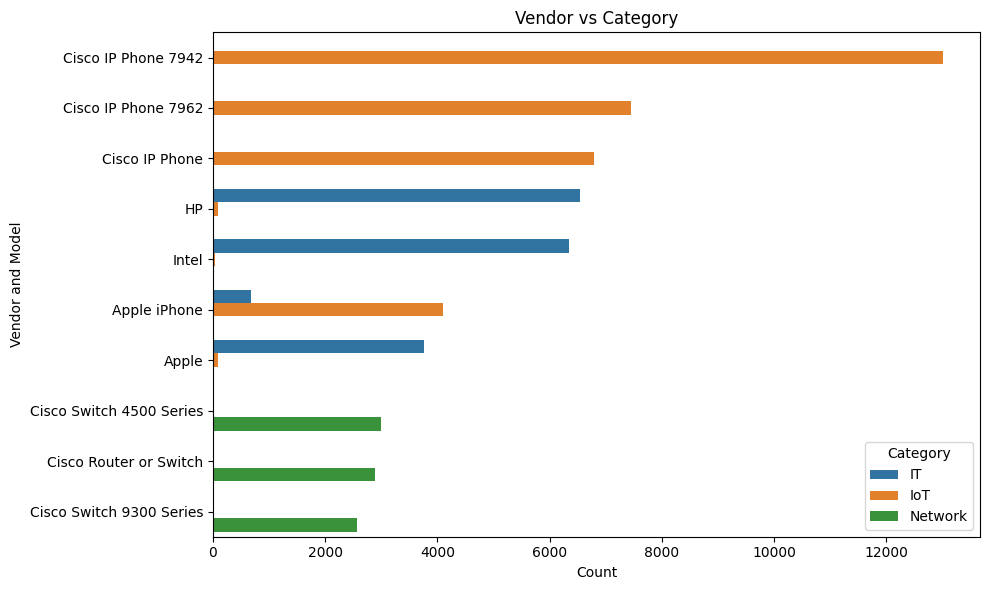 Vendor vs Category
Vendor and Model
Cisco IP Phone 7942
Cisco IP Phone 7962
Cisco IP Phone
HP
Intel
Apple iPhone
Apple
Cisco Switch 4500 Series
Cisco Router or Switch
Cisco Switch 9300 Series
Category
IT
IoT
Network
0 2000 4000 6000 8000 10000 12000
Count